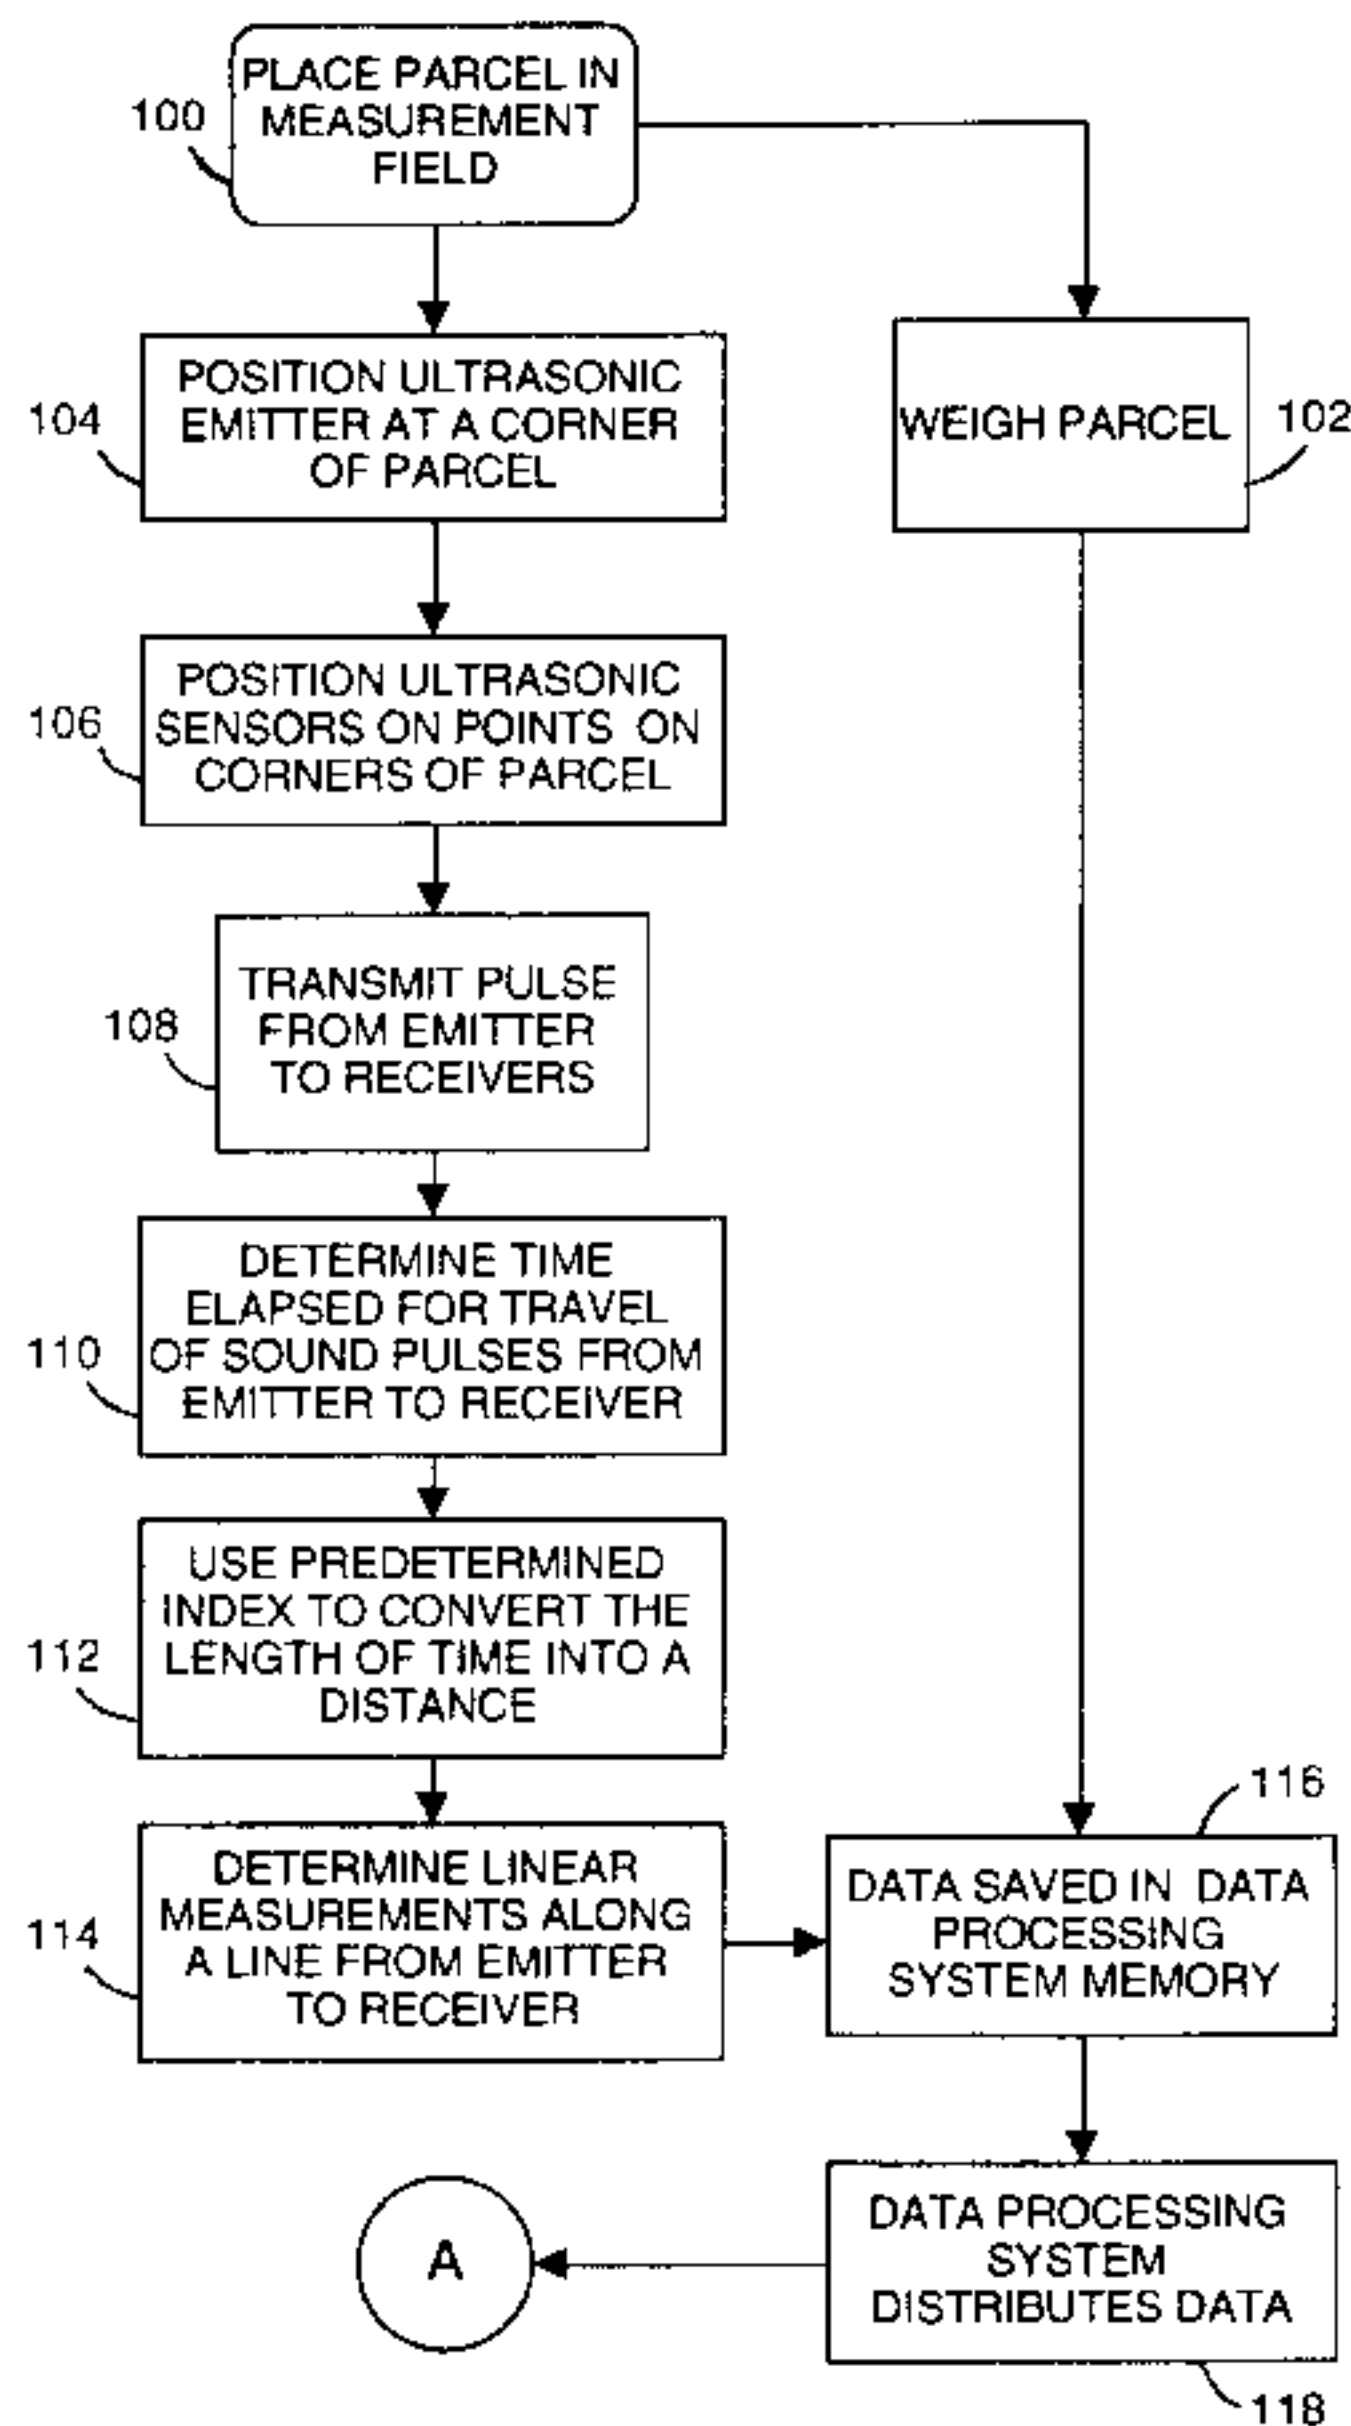 PLACE PARCEL IN
MEASUREMENT
FIELD
100
POSITION ULTRASONIC
EMITTER AT A CORNER
OF PARCEL
104
WEIGH PARCEL
102
POSITION ULTRASONIC
SENSORS ON POINTS ON
CORNERS OF PARCEL
106
TRANSMIT PULSE
FROM EMITTER
TO RECEIVERS
108
DETERMINE TIME
ELAPSED FOR TRAVEL
OF SOUND PULSES FROM
EMITTER TO RECEIVER
110
USE PREDETERMINED
INDEX TO CONVERT THE
LENGTH OF TIME INTO A
DISTANCE
112
DETERMINE LINEAR
MEASUREMENTS ALONG
A LINE FROM EMITTER
TO RECEIVER
114
116
DATA SAVED IN DATA
PROCESSING
SYSTEM MEMORY
DATA PROCESSING
SYSTEM
DISTRIBUTES DATA
118
A